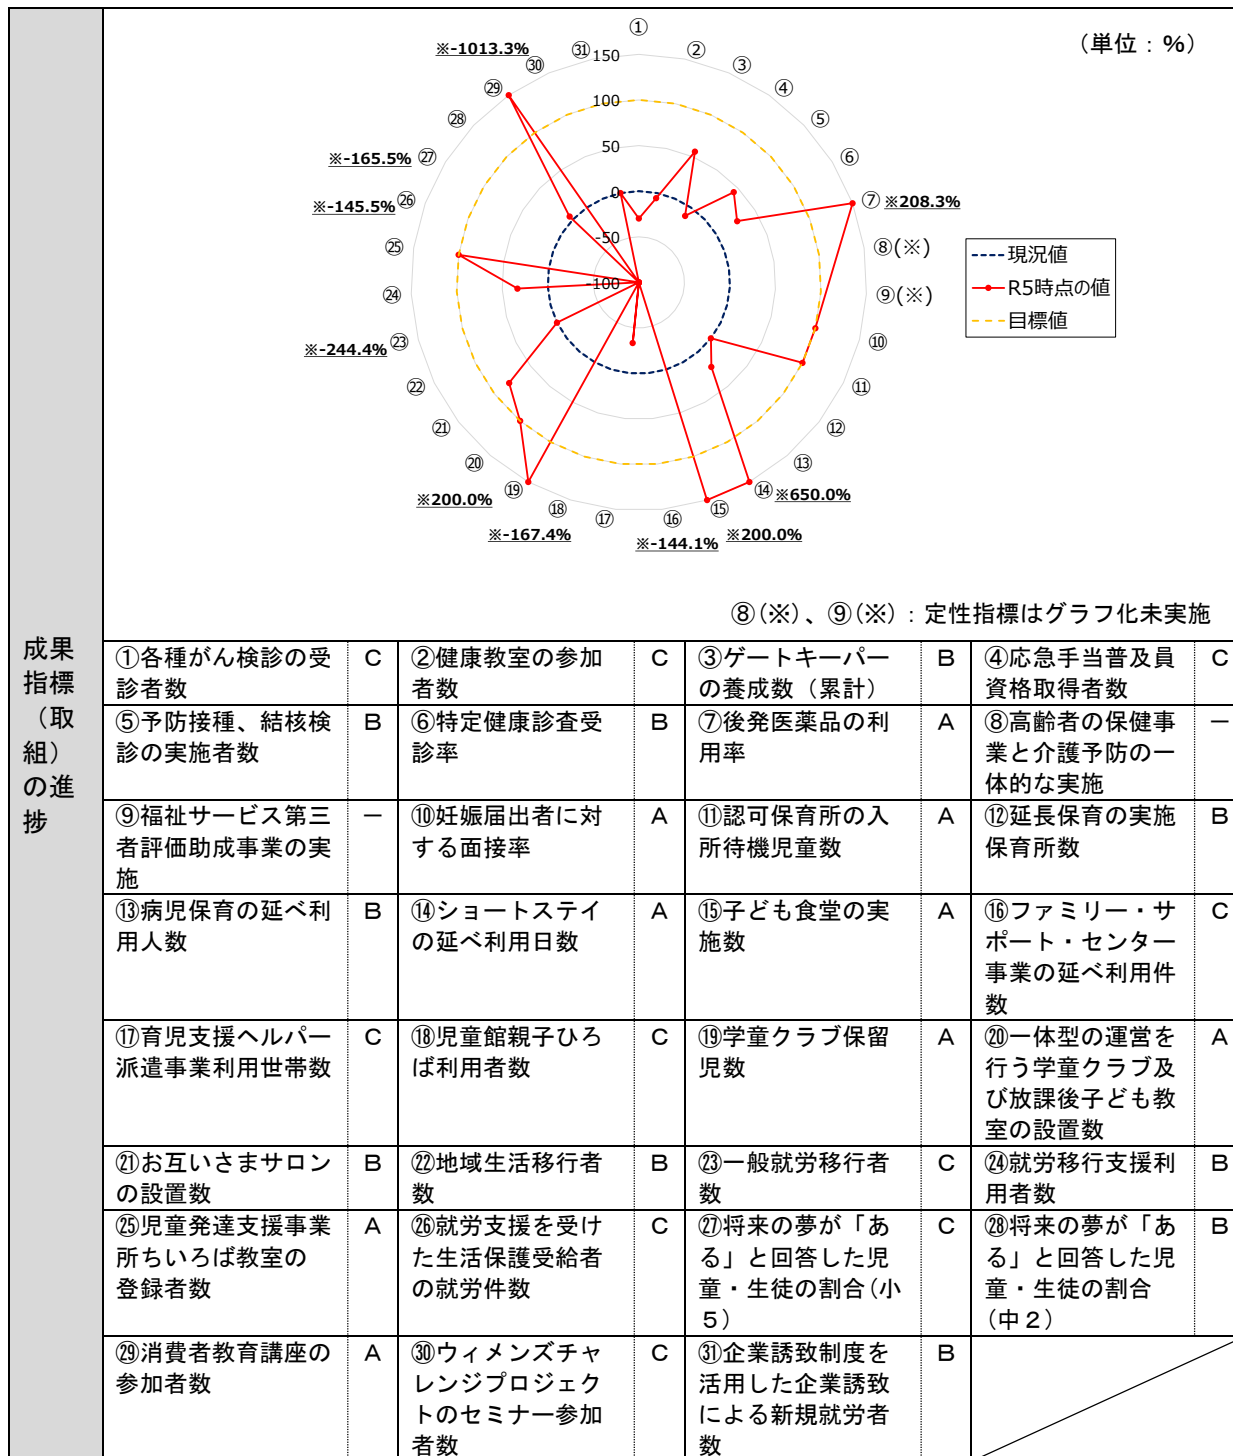 ①
※-1013.3%
㉛
150
②
（単位：%）
㉚
③
㉙
100
④
㉘
⑤
50
※-165.5%
㉗
⑥
0
※-145.5%
㉖
⑦
※208.3%
-50
㉕
⑧(※)
現況値
-100
R5時点の値
㉔
⑨(※)
目標値
※-244.4%
㉓
⑩
㉒
⑪
㉑
⑫
⑳
⑬
※200.0%
⑲
⑭
※650.0%
⑱
⑰
⑯
⑮
※-167.4%
※-144.1%
※200.0%
⑧(※)、⑨(※)：定性指標はグラフ化未実施
成果
指標
（取
組）
の進
捗
①各種がん検診の受
診者数
C
②健康教室の参加
者数
C
③ゲートキーパー
の養成数（累計）
B
④応急手当普及員
資格取得者数
C
⑤予防接種、結核検
診の実施者数
B
⑥特定健康診査受
診率
B
⑦後発医薬品の利
用率
A
⑧高齢者の保健事
業と介護予防の一
体的な実施
－
⑨福祉サービス第三
者評価助成事業の実
施
－
⑩妊娠届出者に対
する面接率
A
⑪認可保育所の入
所待機児童数
A
⑫延長保育の実施
保育所数
B
⑬病児保育の延べ利
用人数
B
⑭ショートステイ
の延べ利用日数
A
⑮子ども食堂の実
施数
A
⑯ファミリー・サ
ポート・センター
事業の延べ利用件
数
C
⑰育児支援ヘルパー
派遣事業利用世帯数
C
⑱児童館親子ひろ
ば利用者数
C
⑲学童クラブ保留
児数
A
⑳一体型の運営を
行う学童クラブ及
び放課後子ども教
室の設置数
A
㉑お互いさまサロン
の設置数
B
㉒地域生活移行者
数
B
㉓一般就労移行者
数
C
㉔就労移行支援利
用者数
B
㉕児童発達支援事業
所ちいろば教室の
登録者数
A
㉖就労支援を受け
た生活保護受給者
の就労件数
C
㉗将来の夢が「あ
る」と回答した児
童・生徒の割合(小
５）
C
㉘将来の夢が「あ
る」と回答した児
童・生徒の割合
(中２）
B
㉙消費者教育講座の
参加者数
A
㉚ウィメンズチャ
レンジプロジェク
トのセミナー参加
者数
C
㉛企業誘致制度を
活用した企業誘致
による新規就労者
数
B